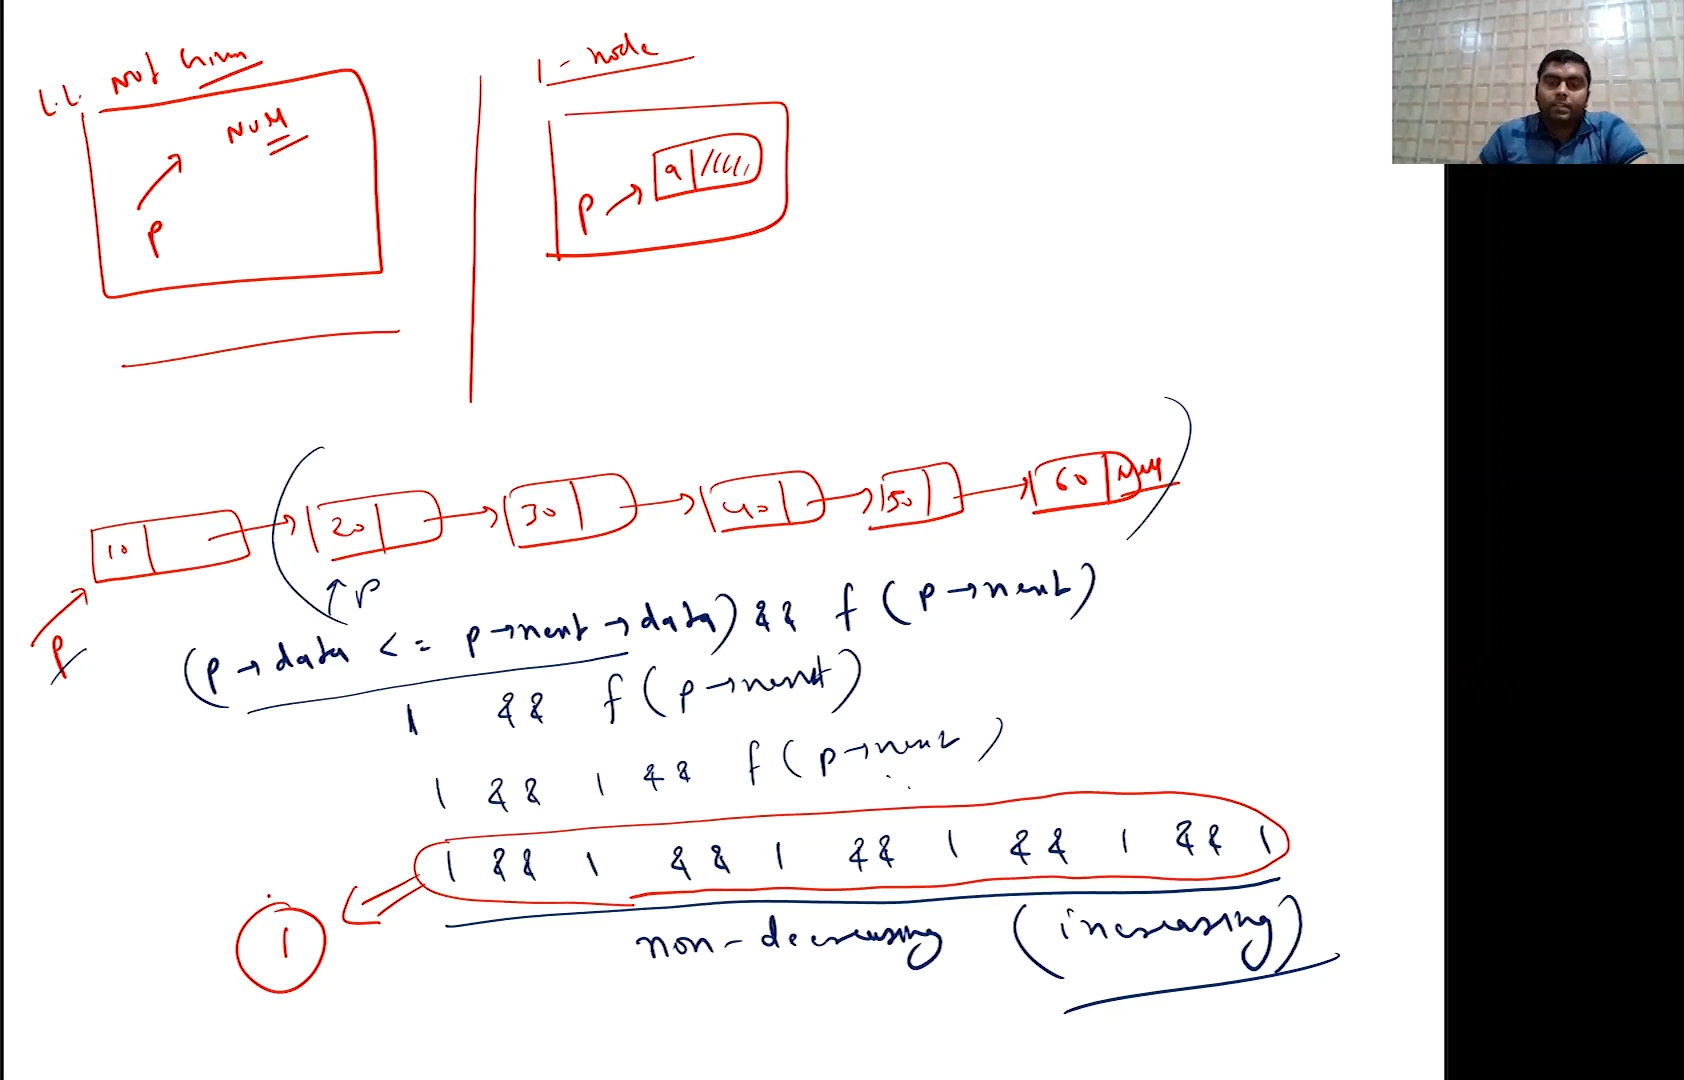 L.L. Not Given
NULL
P
1 - node
P → a
10 20 30 40 50 60 NULL
P
P
(P → data <= P → next → data) && f (P → next)
1 && f (P → next)
1 && 1 && f (P → next)
1 && 1 && 1 && 1 && 1 && 1
1
non-decreasing (increasing)